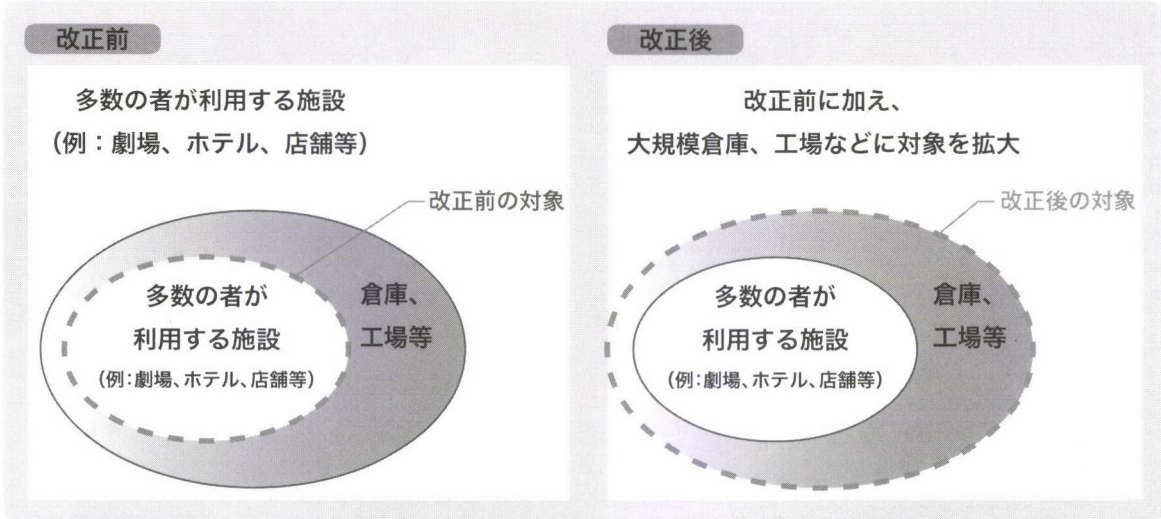 改正前
多数の者が利用する施設
（例：劇場、ホテル、店舗等）
改正前の対象
多数の者が
利用する施設
（例：劇場、ホテル、店舗等）
倉庫、
工場等
改正後
改正前に加え、
大規模倉庫、工場などに対象を拡大
改正後の対象
多数の者が
利用する施設
（例：劇場、ホテル、店舗等）
倉庫、
工場等